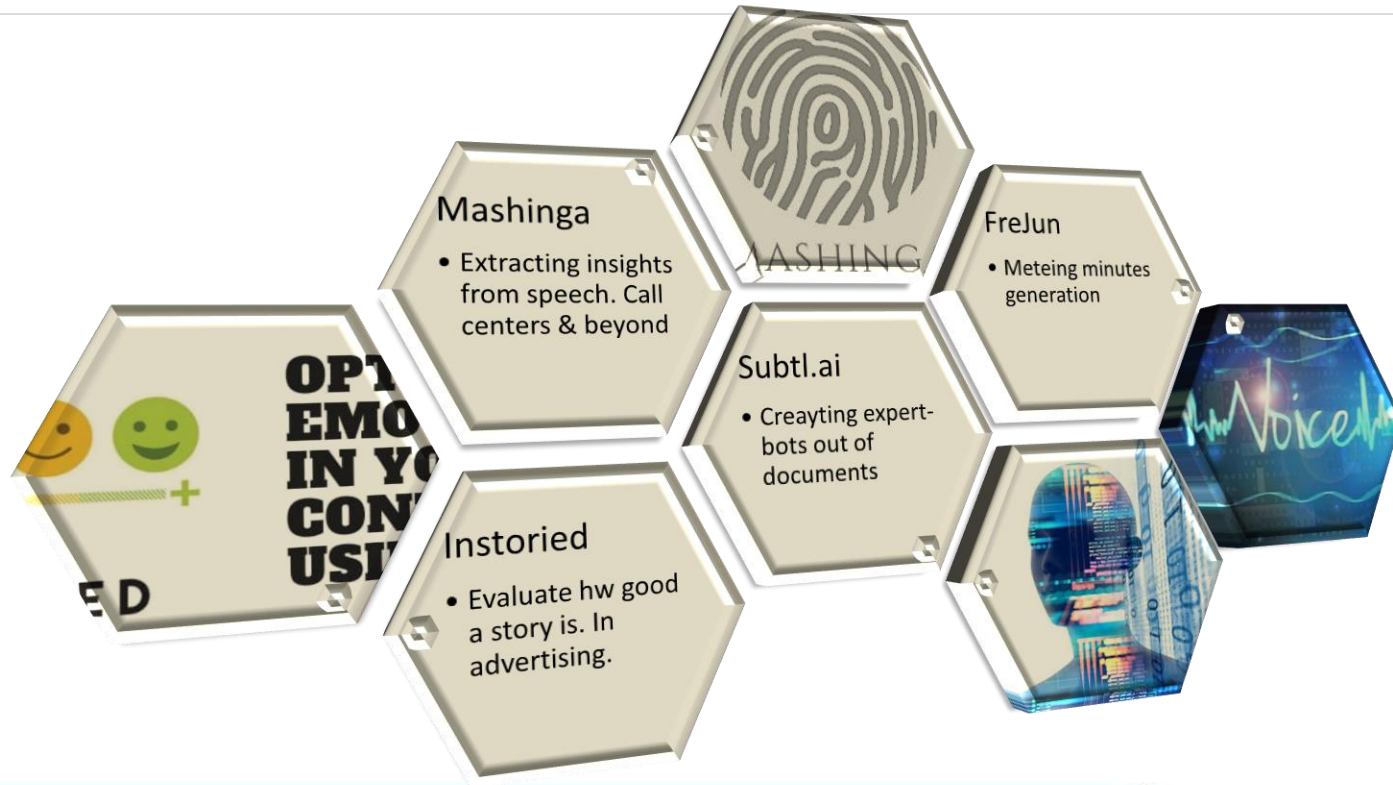 MASHING
Mashinga
• Extracting insights
from speech. Call
centers & beyond
FreJun
• Meteing minutes
generation
Subtl.ai
• Creayting expert-
bots out of
documents
Voice
OPT
EMO
IN YO
CON
USI
ED
Instoried
• Evaluate hw good
a story is. In
advertising.